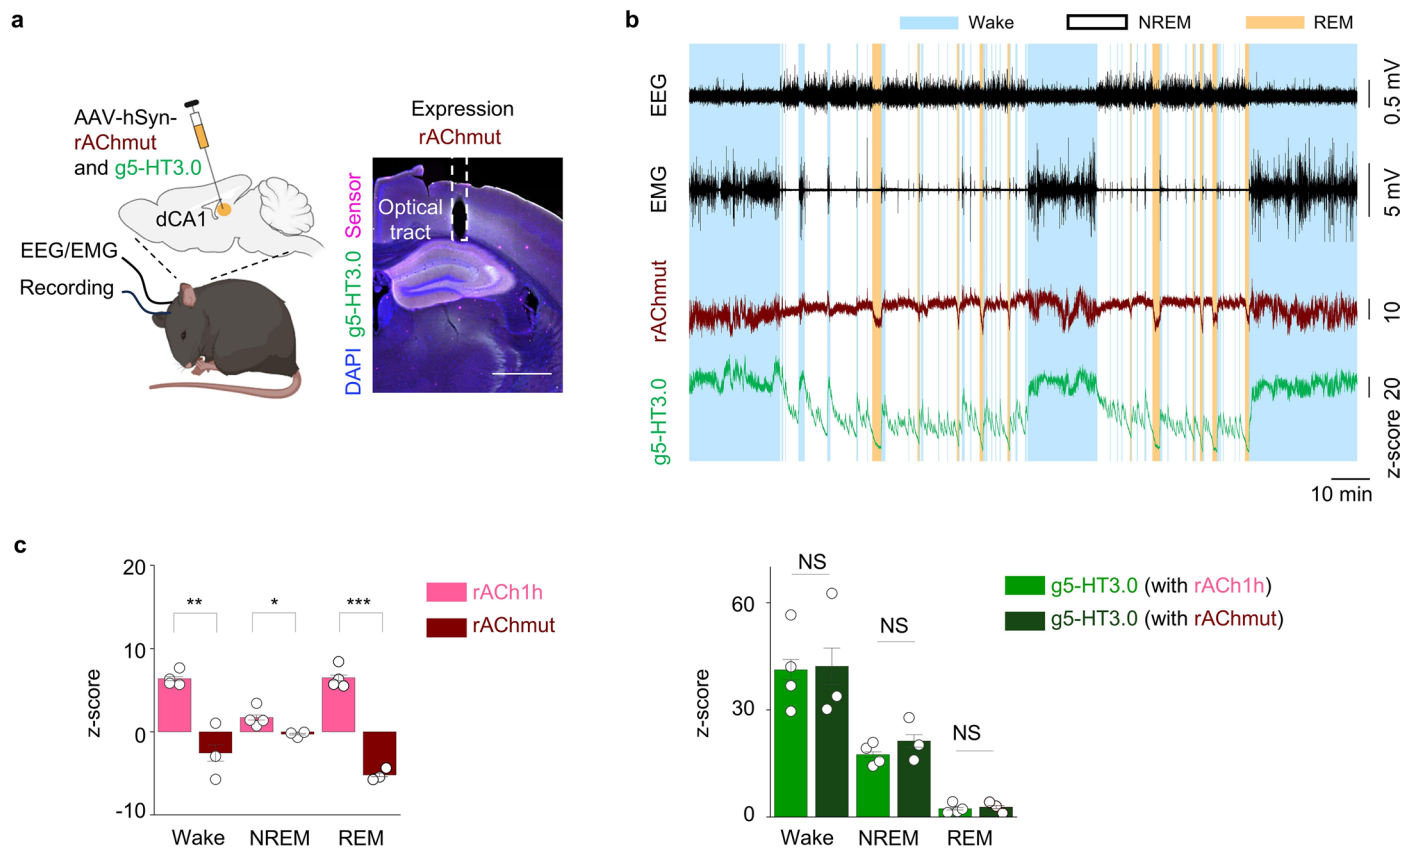 a
AAV-hSyn-
rAChmut
and g5-HT3.0
dCA1
EEG/EMG
Recording
Expression
rAChmut
Optical
tract
DAPI g5-HT3.0 Sensor
b
Wake NREM REM
EEG
0.5 mV
EMG
5 mV
rAChmut
10
g5-HT3.0
z-score 20
10 min
c
20
10
0
-10
z-score
** * ***
rACh1h
rAChmut
Wake NREM REM
60
30
0
z-score
NS
NS
NS
g5-HT3.0 (with rACh1h)
g5-HT3.0 (with rAChmut)
Wake NREM REM